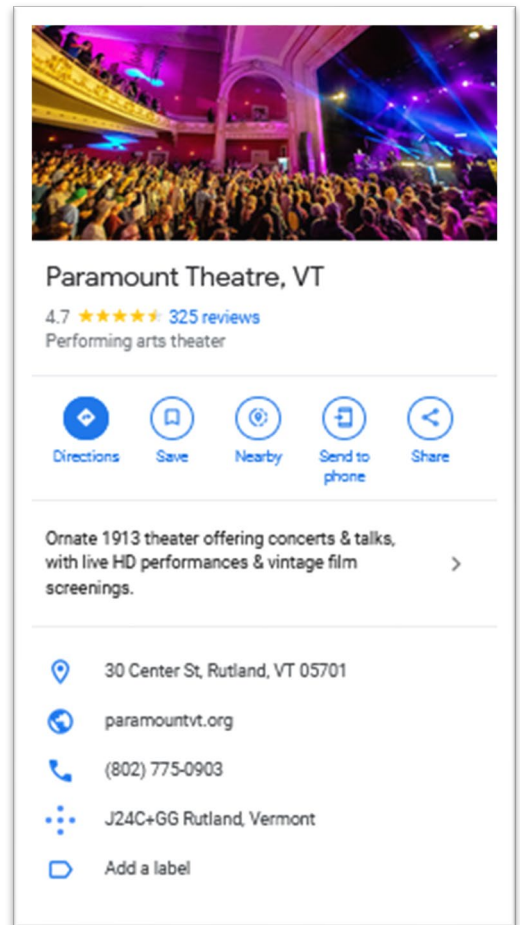 Paramount Theatre, VT
4.7 325 reviews
Performing arts theater
Directions
Save
Nearby
Send to
phone
Share
Ornate 1913 theater offering concerts & talks,
with live HD performances & vintage film
screenings.
30 Center St, Rutland, VT 05701
paramountvt.org
(802) 775-0903
J24C+GG Rutland, Vermont
Add a label